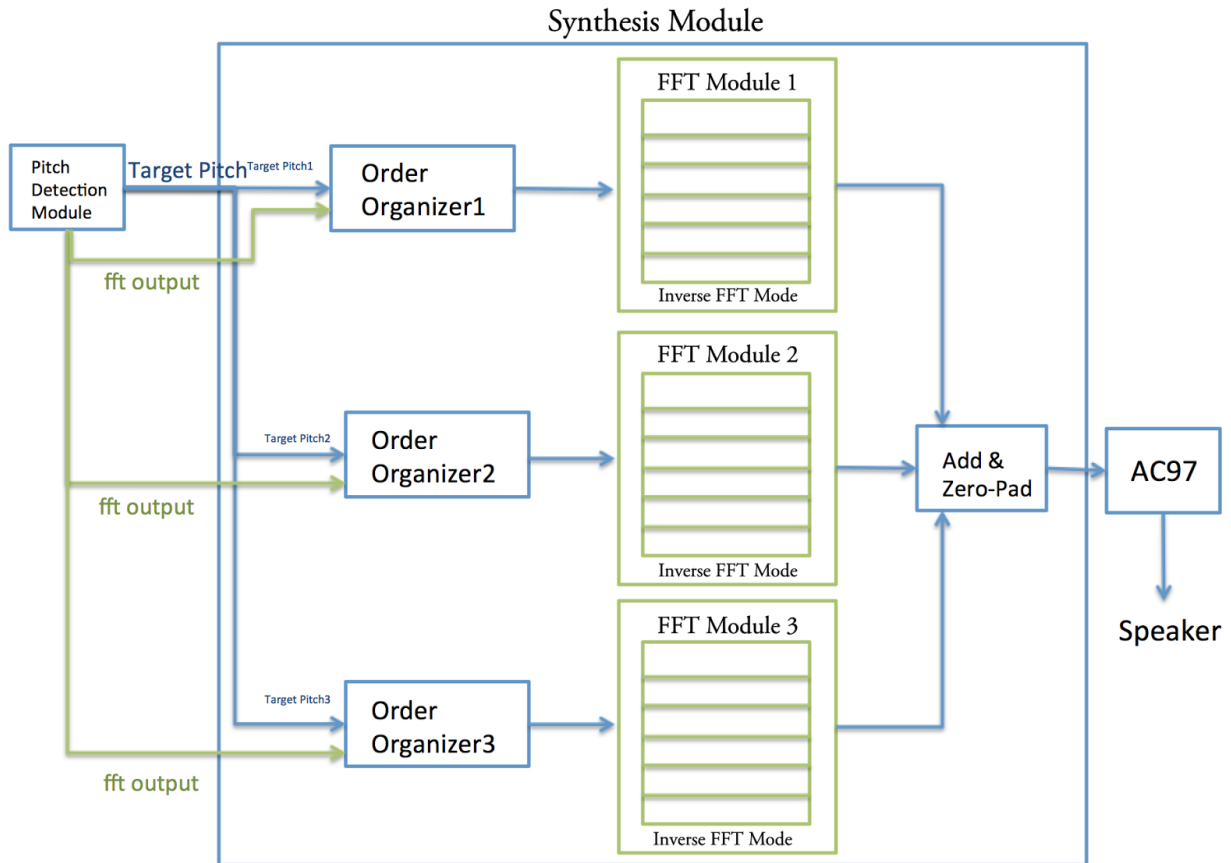 Synthesis Module
FFT Module 1
Pitch
Detection
Module
Target Pitch
Target Pitch1
Order
Organizer1
fft output
Inverse FFT Mode
FFT Module 2
Target Pitch2
Order
Organizer2
fft output
Add &
Zero-Pad
AC97
Inverse FFT Mode
FFT Module 3
Speaker
Target Pitch3
Order
Organizer3
fft output
Inverse FFT Mode